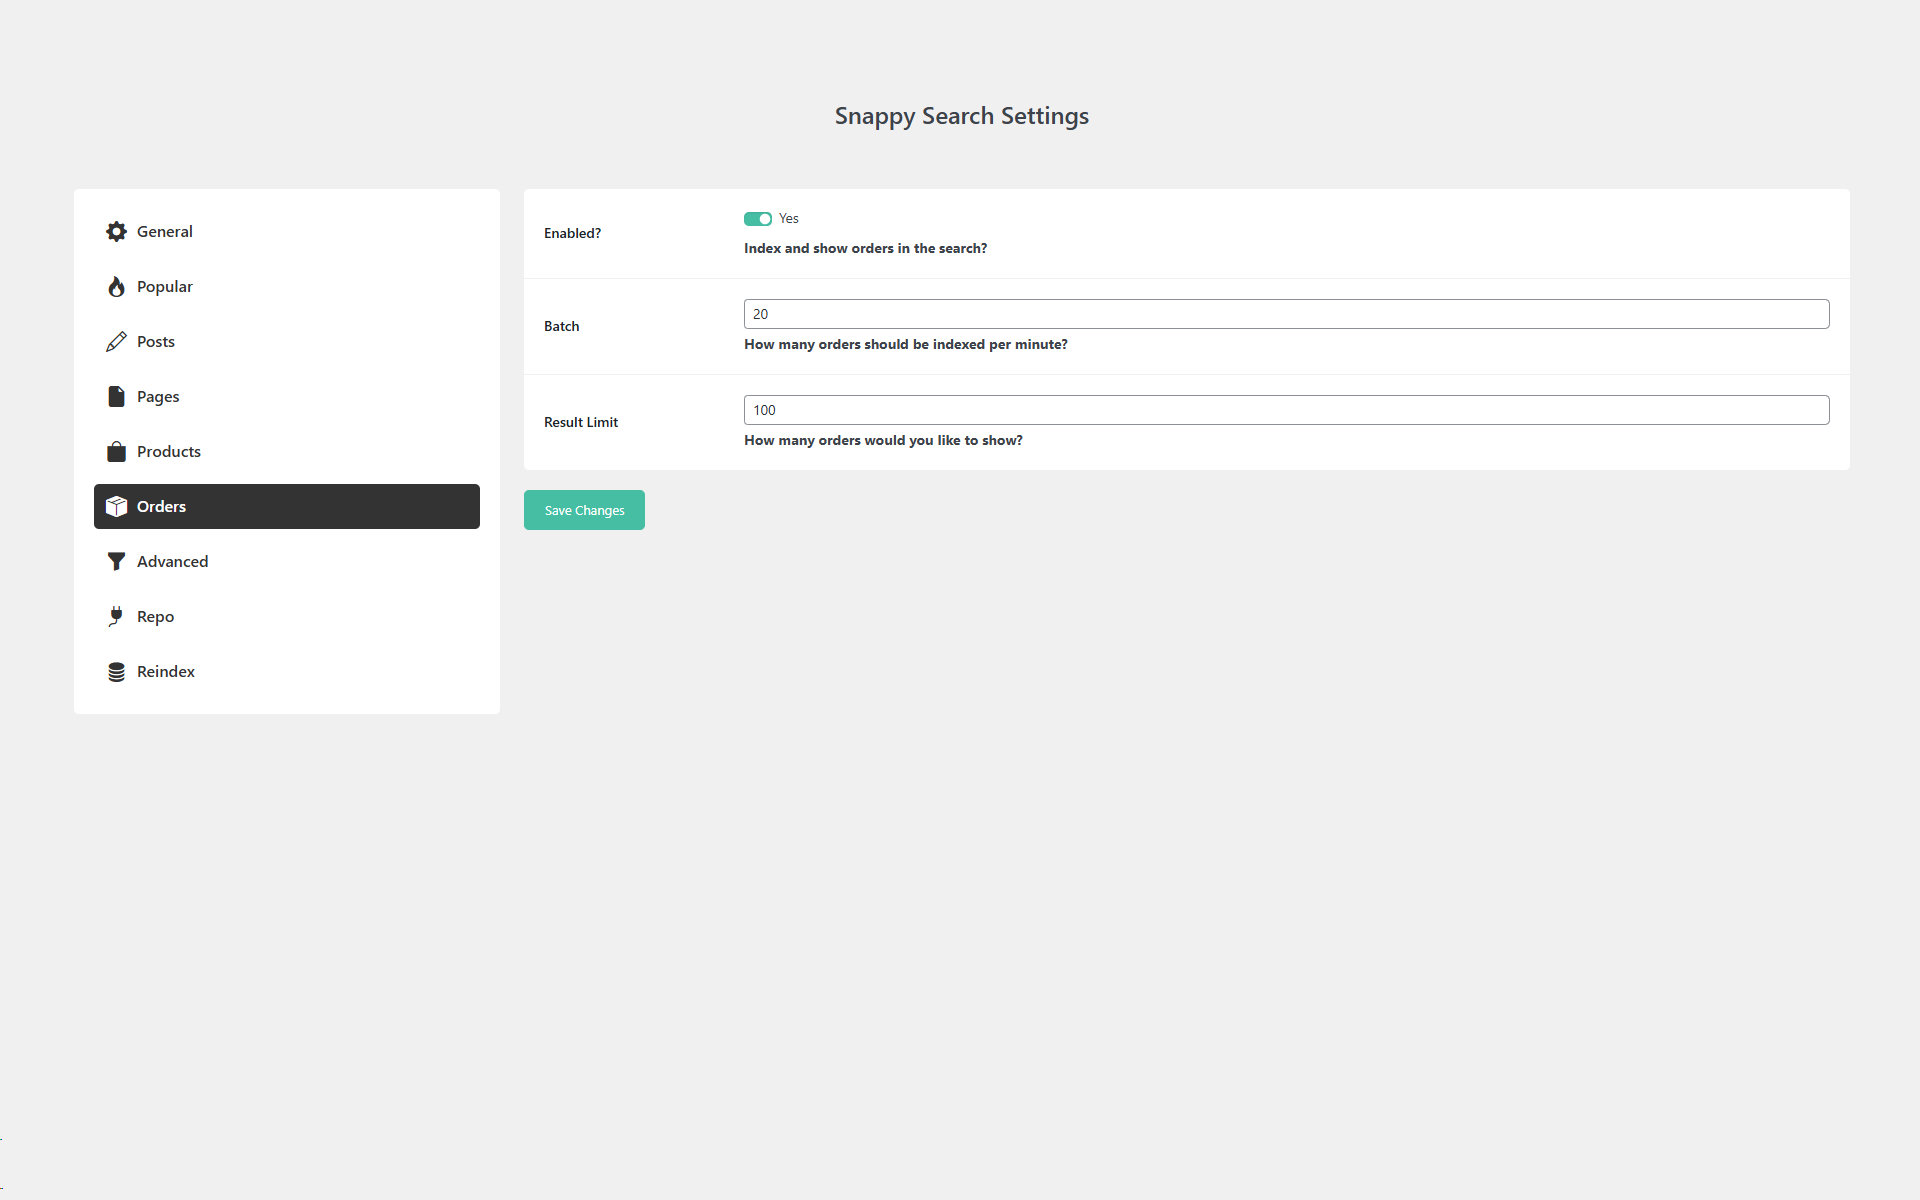 Snappy Search Settings
General
Popular
Posts
Pages
Products
Orders
Advanced
Repo
Reindex
Enabled?
Yes
Index and show orders in the search?
Batch
20
How many orders should be indexed per minute?
Result Limit
100
How many orders would you like to show?
Save Changes